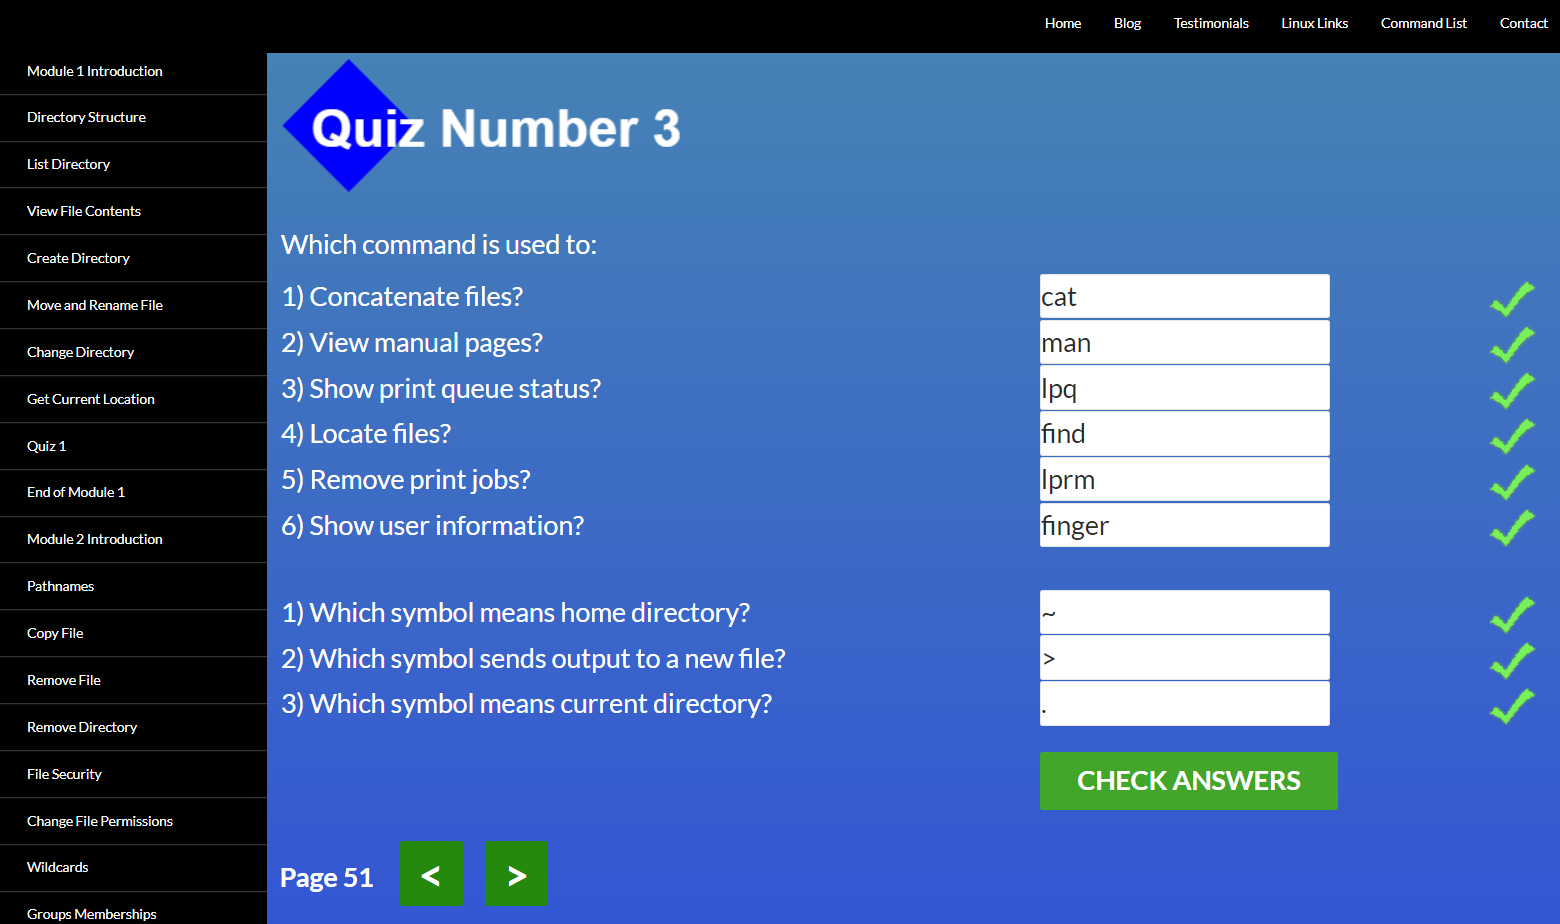 Home Blog Testimonials Linux Links Command List Contact
Module 1 Introduction
Directory Structure
List Directory
View File Contents
Create Directory
Move and Rename File
Change Directory
Get Current Location
Quiz 1
End of Module 1
Module 2 Introduction
Pathnames
Copy File
Remove File
Remove Directory
File Security
Change File Permissions
Wildcards
Groups Memberships
Quiz Number 3
Which command is used to:
1) Concatenate files? cat
2) View manual pages? man
3) Show print queue status? lpq
4) Locate files? find
5) Remove print jobs? lprm
6) Show user information? finger
1) Which symbol means home directory? ~
2) Which symbol sends output to a new file? >
3) Which symbol means current directory? .
CHECK ANSWERS
Page 51 < >